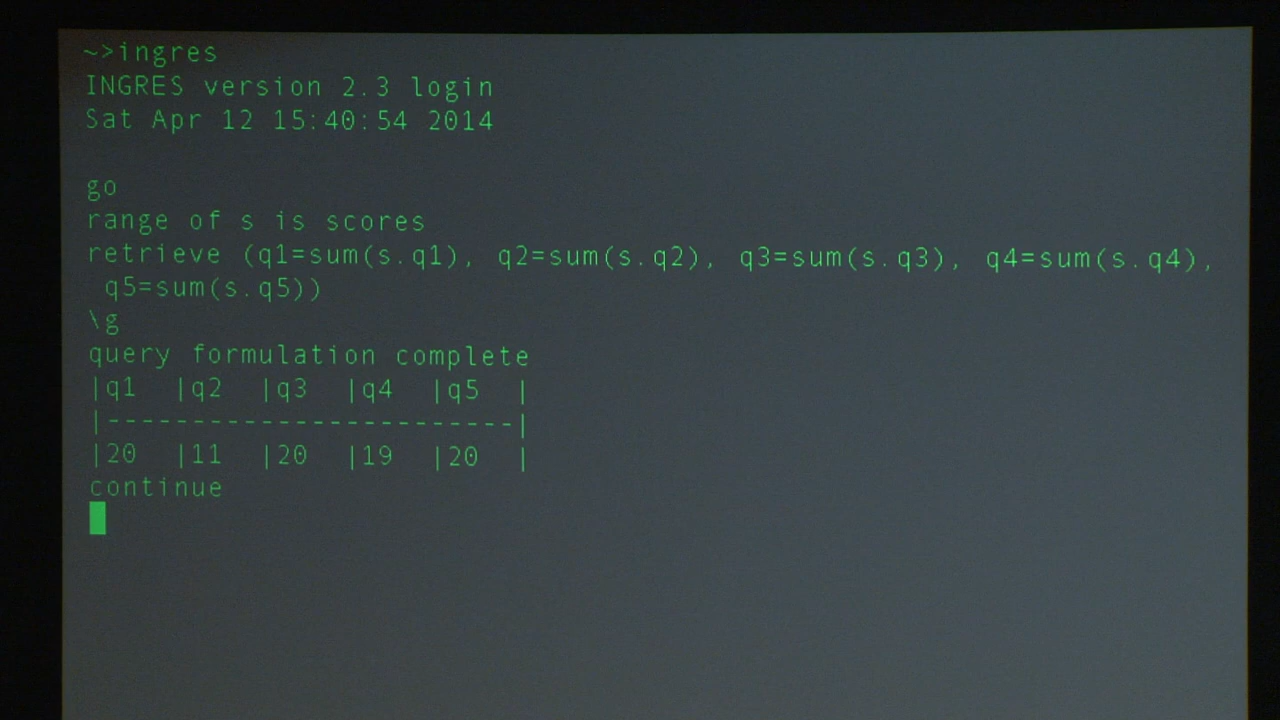 ~>ingres
INGRES version 2.3 login
Sat Apr 12 15:40:54 2014
go
range of s is scores
retrieve (q1=sum(s.q1), q2=sum(s.q2), q3=sum(s.q3), q4=sum(s.q4),
q5=sum(s.q5))
\g
query formulation complete
|q1 |q2 |q3 |q4 |q5 |
|------------------------|
|20 |11 |20 |19 |20 |
continue